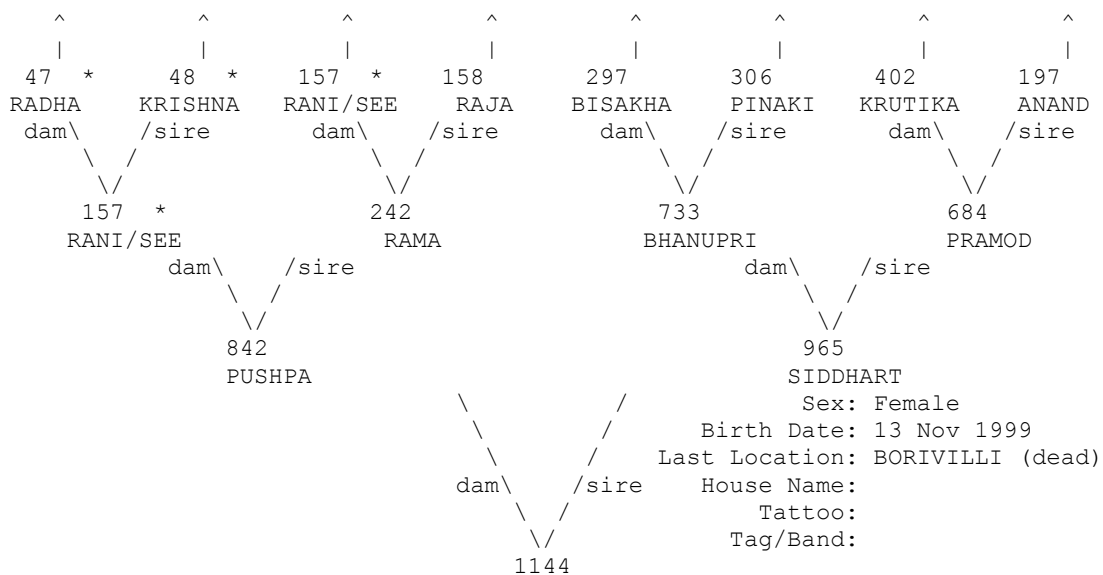 ^ ^ ^ ^ ^ ^ ^ ^
| | | | | | | |
47 * 48 * 157 * 158 297 306 402 197
RADHA KRISHNA RANI/SEE RAJA BISAKHA PINAKI KRUTIKA ANAND
dam\ /sire dam\ /sire dam\ /sire dam\ /sire
\ / \ / \ / \ /
\/ \/ \/ \/
157 * 242 733 684
RANI/SEE RAMA BHANUPRI PRAMOD
dam\ /sire dam\ /sire
\ / \ /
\/ \/
842 965
PUSHPA SIDDHART
\ / Sex: Female
\ / Birth Date: 13 Nov 1999
\ / Last Location: BORIVILLI (dead)
dam\ /sire House Name:
\ / Tattoo:
\/ Tag/Band:
1144